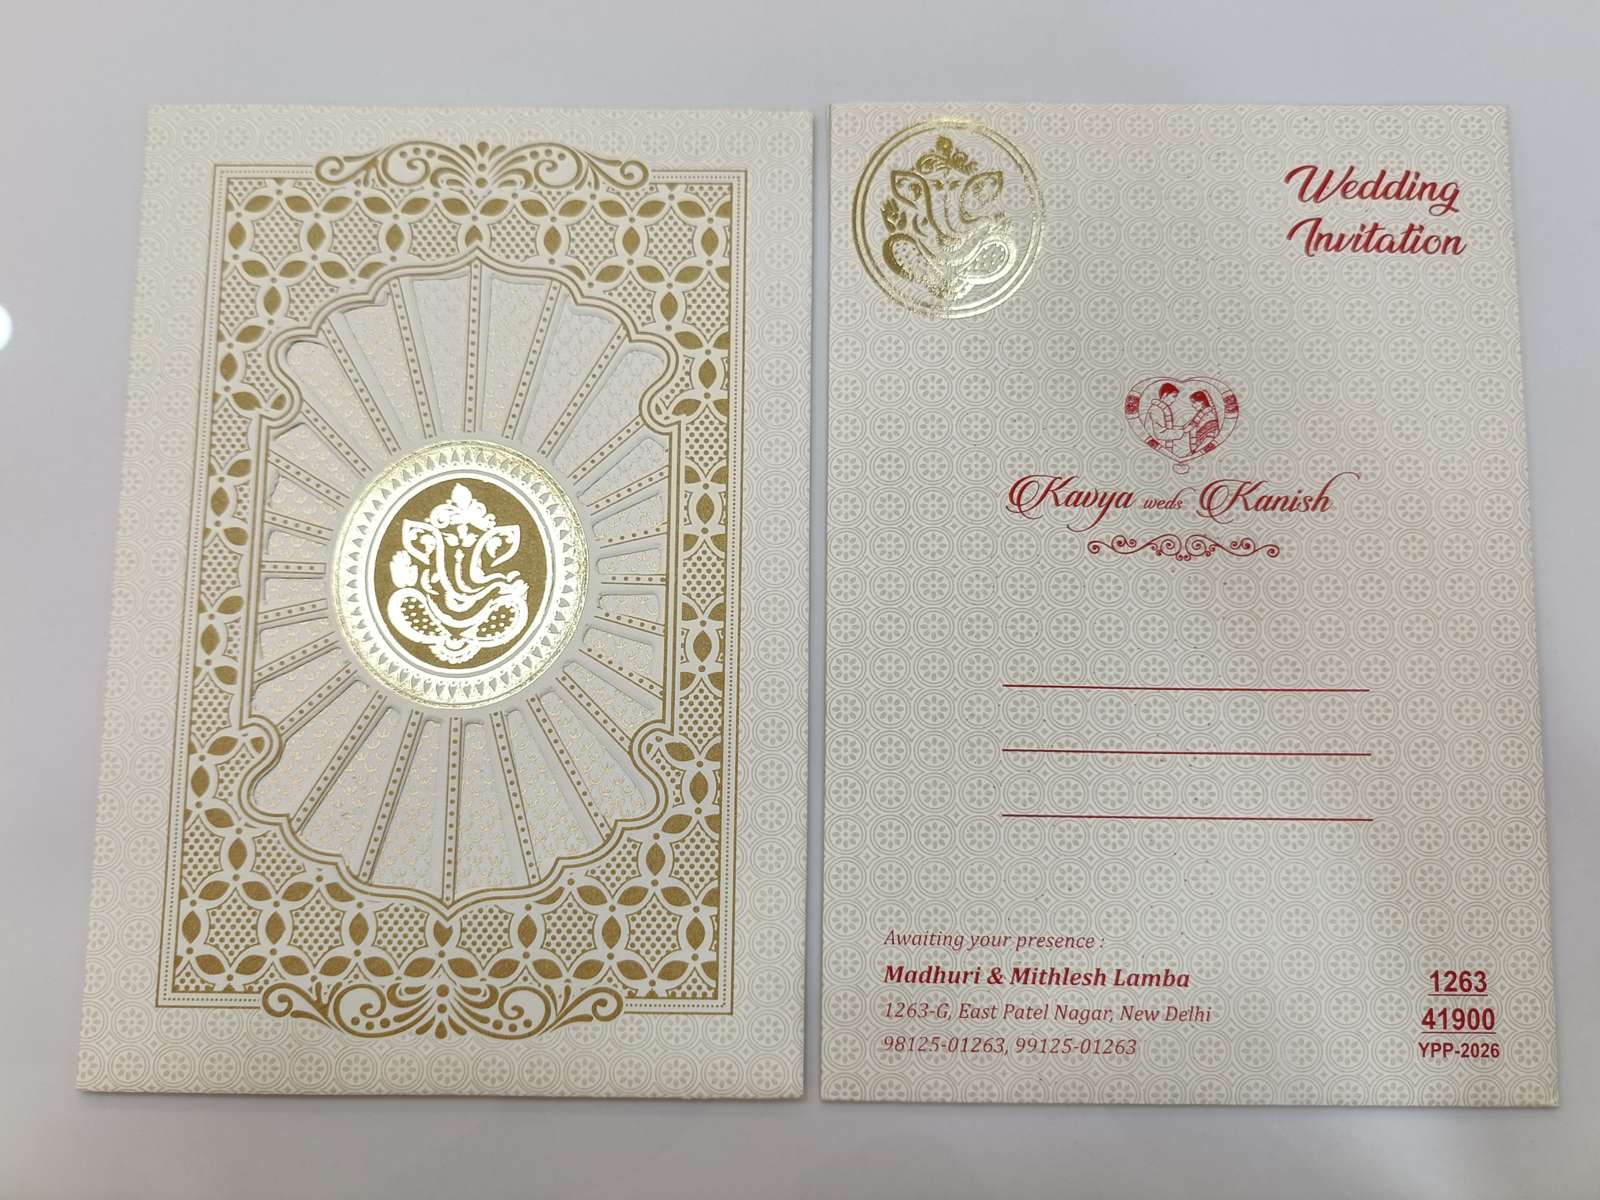 Wedding
Invitation
Kavya weds Kanish
Awaiting your presence :
Madhuri & Mithlesh Lamba
1263-G, East Patel Nagar, New Delhi
98125-01263, 99125-01263
1263
41900
YPP-2026